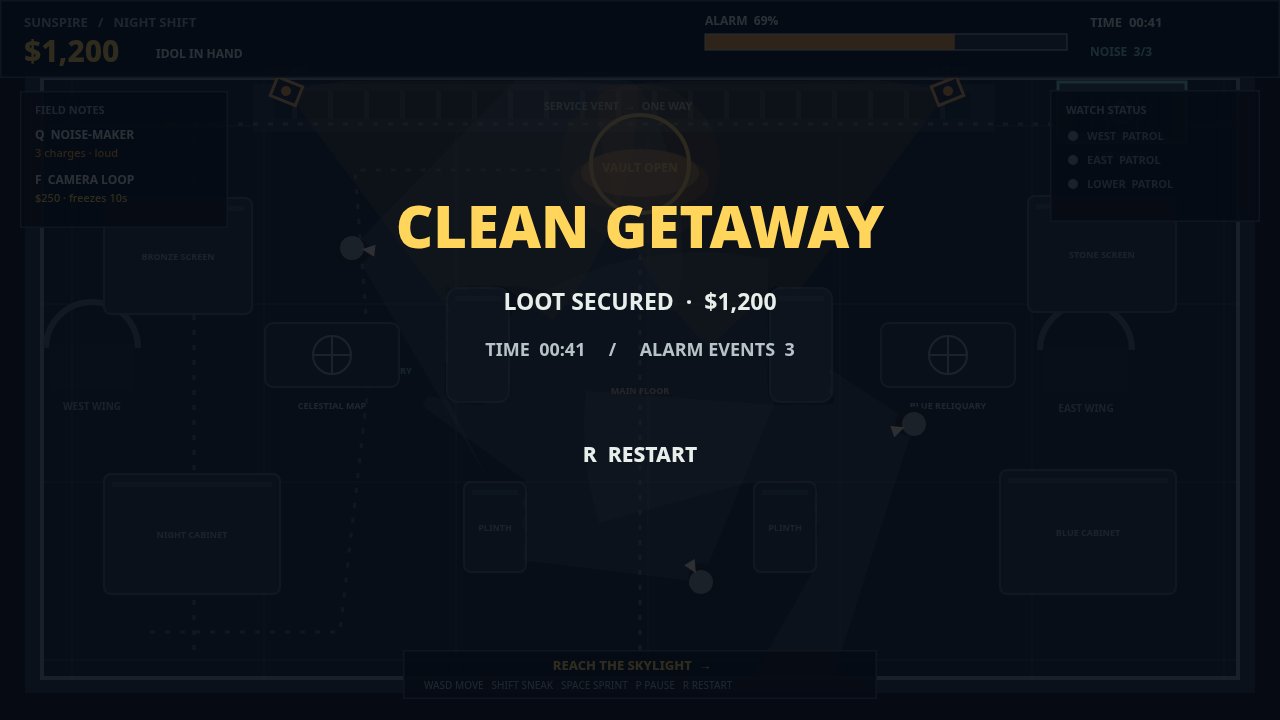 SUNSPIRE / NIGHT SHIFT
$1,200 IDOL IN HAND
ALARM 69%
TIME 00:41
NOISE 3/3
FIELD NOTES
Q NOISE-MAKER
3 charges · loud
F CAMERA LOOP
$250 · freezes 10s
SERVICE VENT → ONE WAY
VAULT OPEN
WATCH STATUS
WEST PATROL
EAST PATROL
LOWER PATROL
CLEAN GETAWAY
BRONZE SCREEN
STONE SCREEN
LOOT SECURED · $1,200
TIME 00:41 / ALARM EVENTS 3
RY
MAIN FLOOR
WEST WING
CELESTIAL MAP
BLUE RELIQUARY
EAST WING
R RESTART
NIGHT CABINET
PLINTH
PLINTH
BLUE CABINET
REACH THE SKYLIGHT →
WASD MOVE SHIFT SNEAK SPACE SPRINT P PAUSE R RESTART